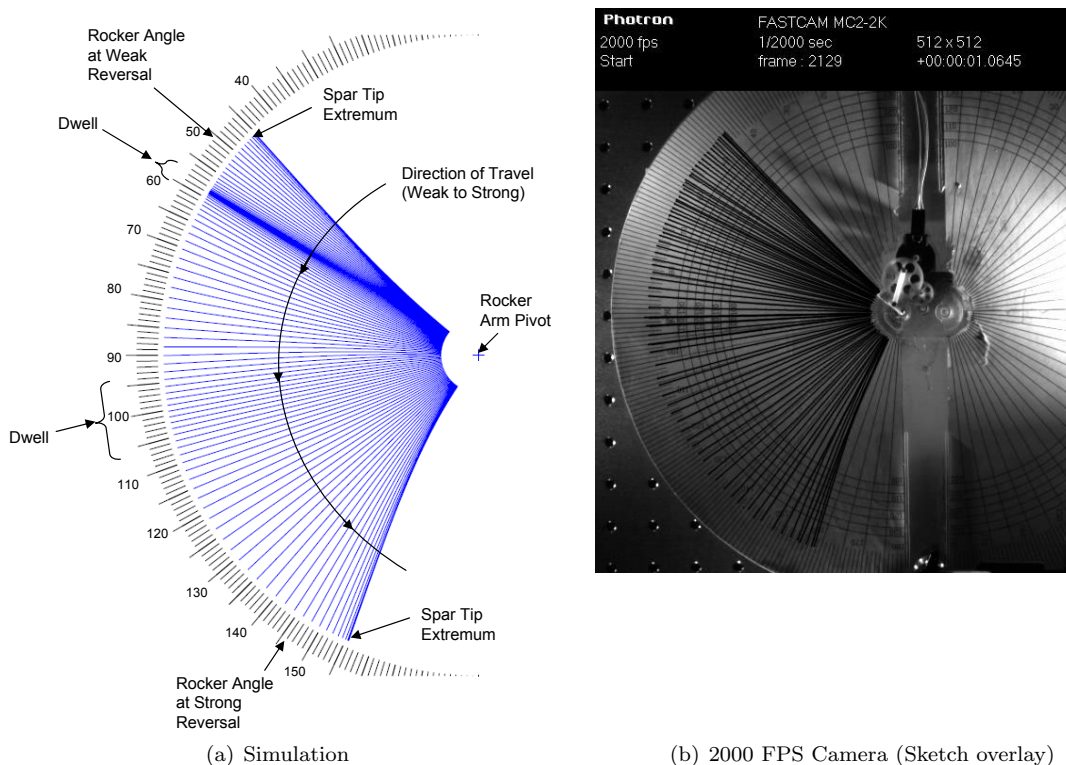 Rocker Angle
at Weak
Reversal
Dwell
40
50
60
70
80
90
100
110
120
130
140
150
Spar Tip
Extremum
Direction of Travel
(Weak to Strong)
Rocker
Arm Pivot
Dwell
Spar Tip
Extremum
Rocker Angle
at Strong
Reversal
(a) Simulation
Photron
FASTCAM MC2-2K
2000 fps
1/2000 sec
512 x 512
Start
frame : 2129
+00:00:01.0645
(b) 2000 FPS Camera (Sketch overlay)